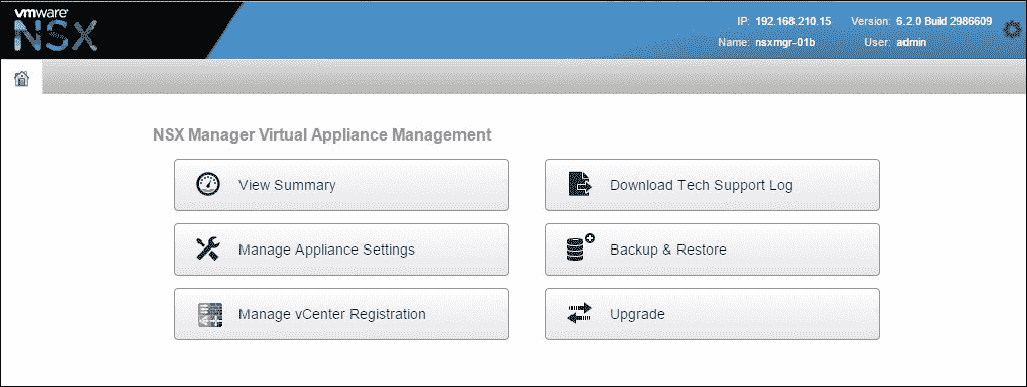 vmware
NSX
IP: 192.168.210.15 Version: 6.2.0 Build 2986609
Name: nsxmgr-01b User: admin
NSX Manager Virtual Appliance Management
View Summary
Download Tech Support Log
Manage Appliance Settings
Backup & Restore
Manage vCenter Registration
Upgrade